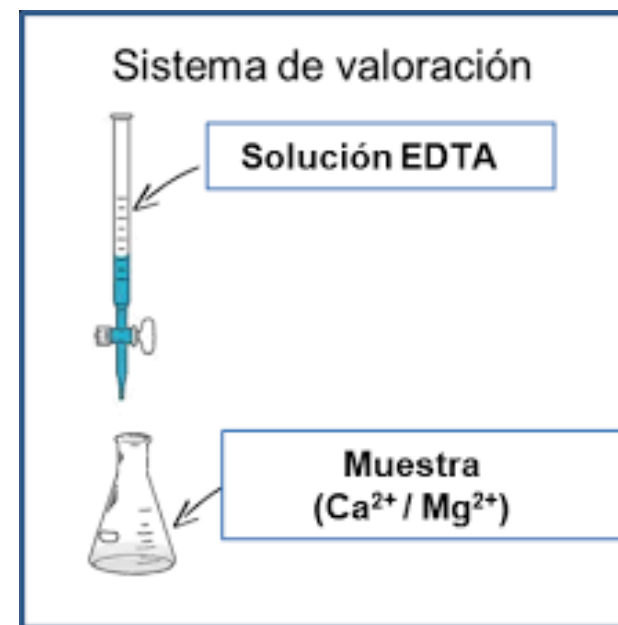 Sistema de valoración
Solución EDTA
Muestra
(Ca²⁺ / Mg²⁺)